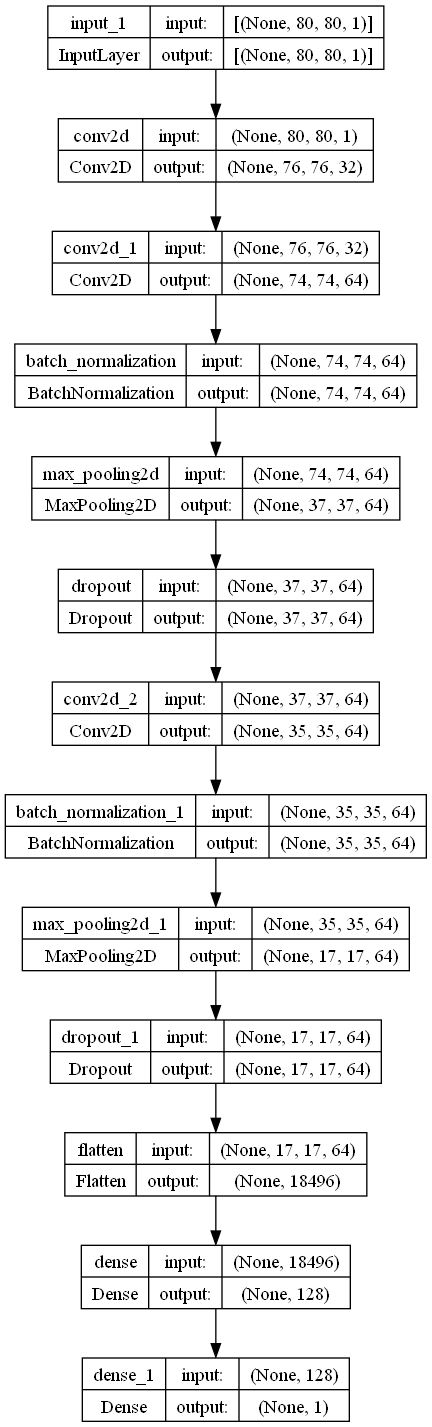 input_1 input: [(None, 80, 80, 1)]
InputLayer output: [(None, 80, 80, 1)]
conv2d input: (None, 80, 80, 1)
Conv2D output: (None, 76, 76, 32)
conv2d_1 input: (None, 76, 76, 32)
Conv2D output: (None, 74, 74, 64)
batch_normalization input: (None, 74, 74, 64)
BatchNormalization output: (None, 74, 74, 64)
max_pooling2d input: (None, 74, 74, 64)
MaxPooling2D output: (None, 37, 37, 64)
dropout input: (None, 37, 37, 64)
Dropout output: (None, 37, 37, 64)
conv2d_2 input: (None, 37, 37, 64)
Conv2D output: (None, 35, 35, 64)
batch_normalization_1 input: (None, 35, 35, 64)
BatchNormalization output: (None, 35, 35, 64)
max_pooling2d_1 input: (None, 35, 35, 64)
MaxPooling2D output: (None, 17, 17, 64)
dropout_1 input: (None, 17, 17, 64)
Dropout output: (None, 17, 17, 64)
flatten input: (None, 17, 17, 64)
Flatten output: (None, 18496)
dense input: (None, 18496)
Dense output: (None, 128)
dense_1 input: (None, 128)
Dense output: (None, 1)